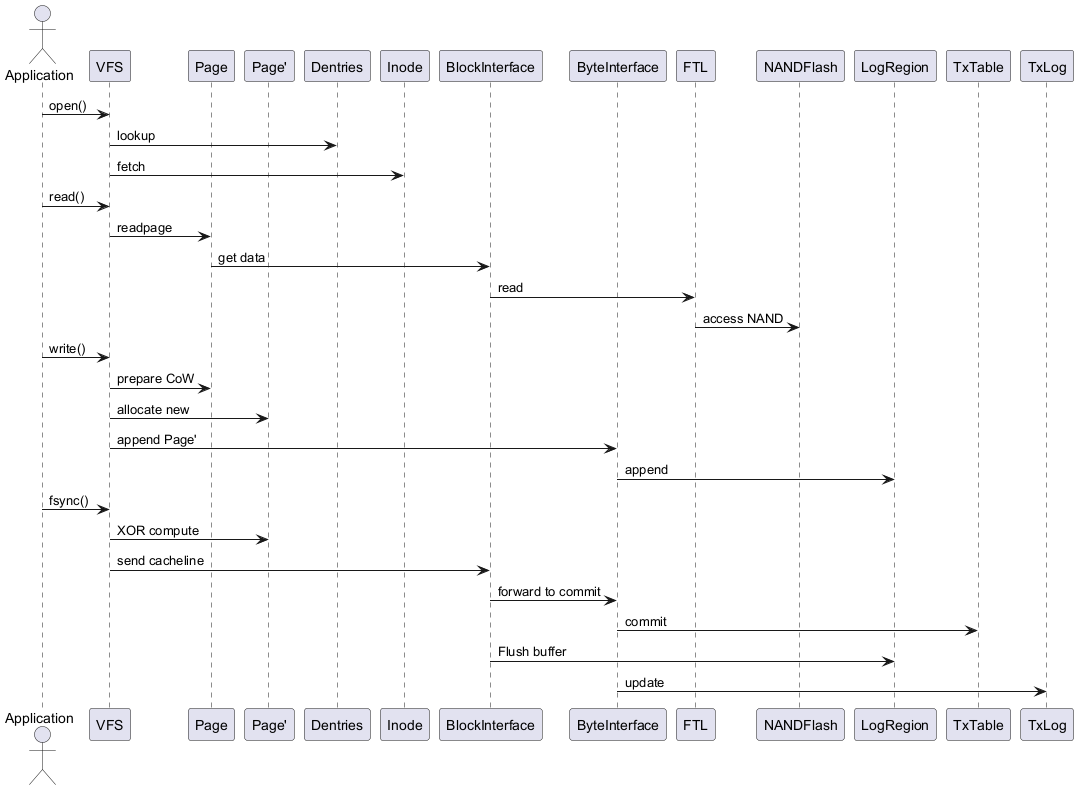 Application
VFS
Page
Page'
Dentries
Inode
BlockInterface
ByteInterface
FTL
NANDFlash
LogRegion
TxTable
TxLog
open()
lookup
fetch
read()
readpage
get data
read
access NAND
write()
prepare CoW
allocate new
append Page'
append
fsync()
XOR compute
send cacheline
forward to commit
commit
Flush buffer
update
Application
VFS
Page
Page'
Dentries
Inode
BlockInterface
ByteInterface
FTL
NANDFlash
LogRegion
TxTable
TxLog